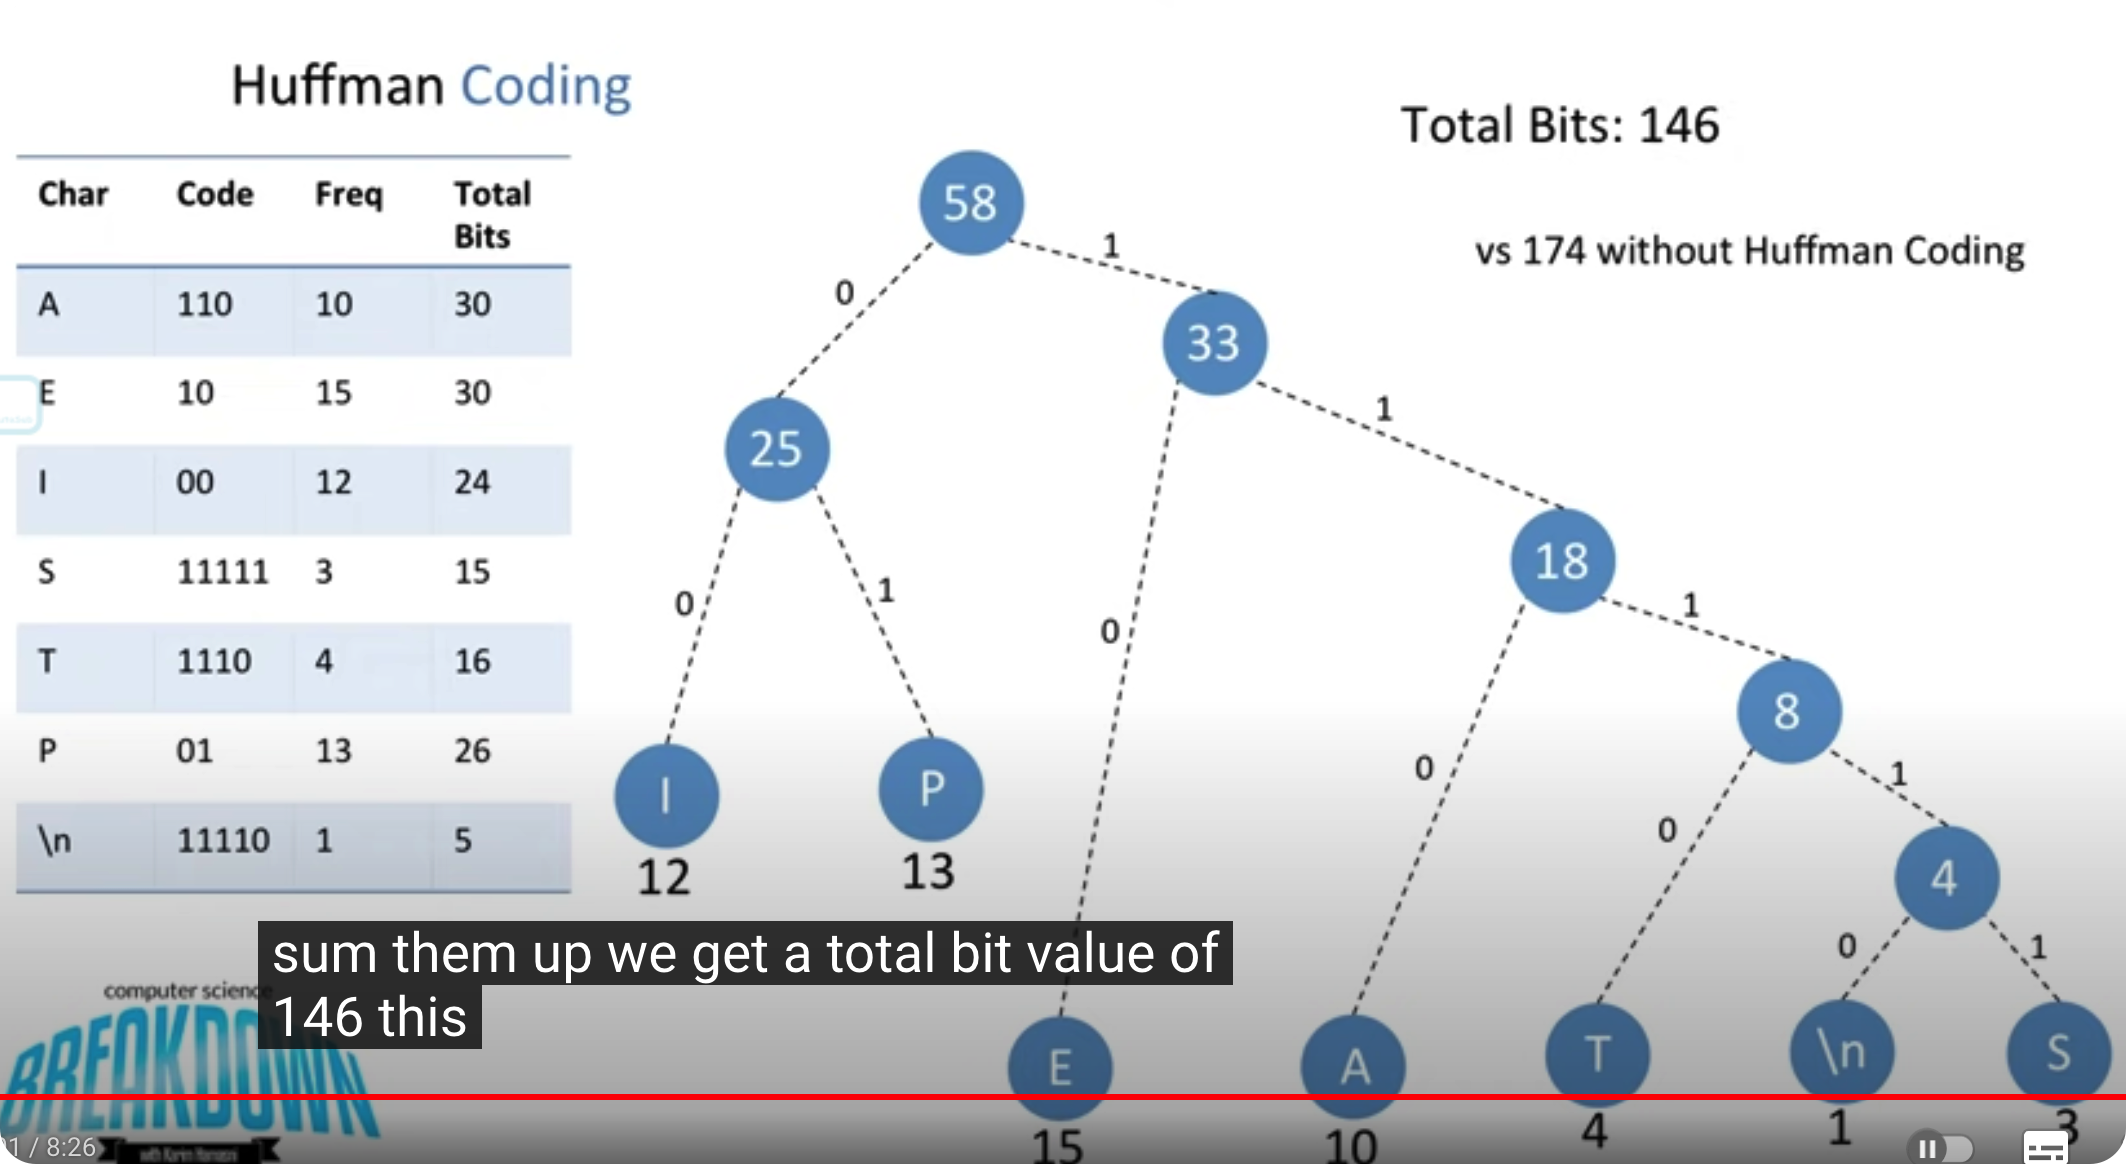 Huffman Coding
Total Bits: 146
vs 174 without Huffman Coding
Char Code Freq Total Bits
A 110 10 30
E 10 15 30
I 00 12 24
S 11111 3 15
T 1110 4 16
P 01 13 26
\n 11110 1 5
58
0 1
33
25
1
18
0 1
0
1
8
I P
12 13
0
0
1
4
0 1
E A T \n S
15 10 4 1 3
sum them up we get a total bit value of
146 this
computer science
BREAKDOWN
1 / 8:26